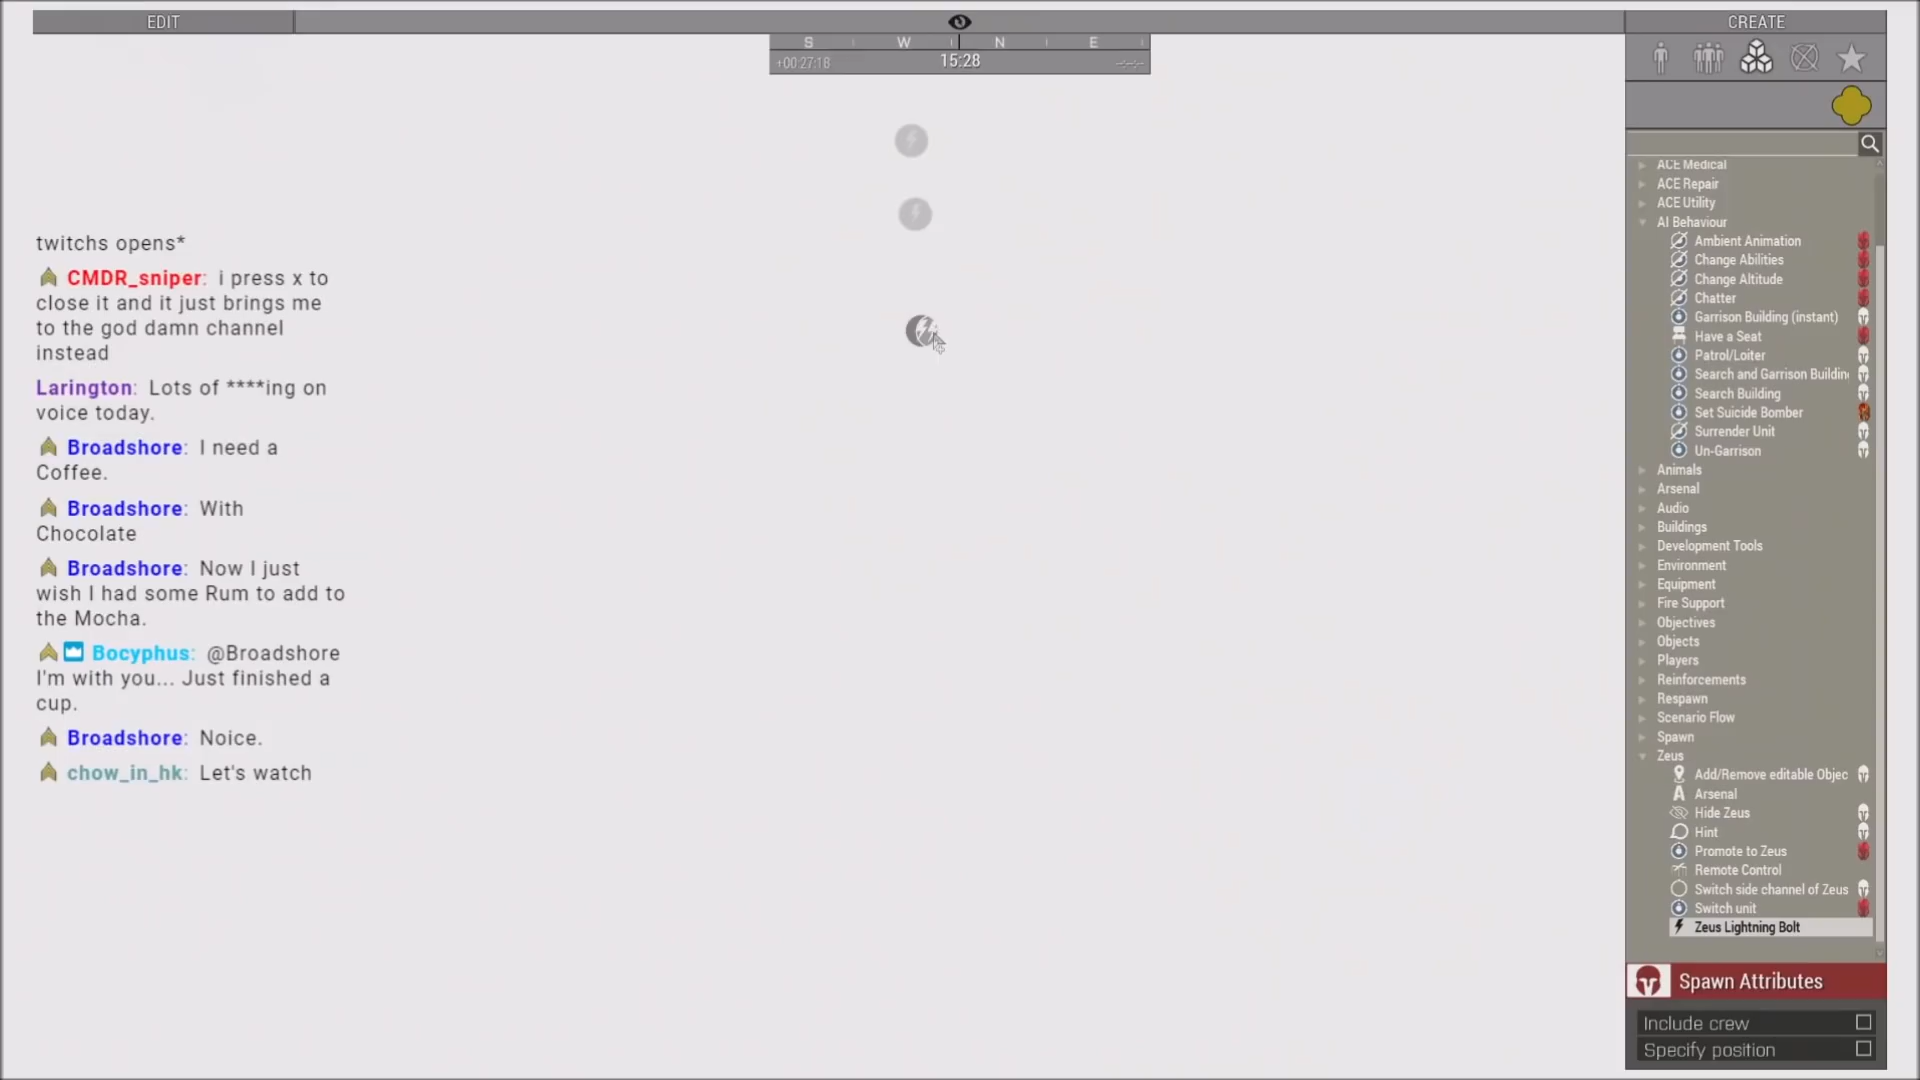 EDIT
CREATE
S W N E
+00:27:18 15:28 --:--
twitchs opens*
CMDR_sniper: i press x to
close it and it just brings me
to the god damn channel
instead
Larington: Lots of ****ing on
voice today.
Broadshore: I need a
Coffee.
Broadshore: With
Chocolate
Broadshore: Now I just
wish I had some Rum to add to
the Mocha.
Bocyphus: @Broadshore
I'm with you... Just finished a
cup.
Broadshore: Noice.
chow_in_hk: Let's watch
ACE Medical
ACE Repair
ACE Utility
AI Behaviour
Ambient Animation
Change Abilities
Change Altitude
Chatter
Garrison Building (instant)
Have a Seat
Patrol/Loiter
Search and Garrison Buildin
Search Building
Set Suicide Bomber
Surrender Unit
Un-Garrison
Animals
Arsenal
Audio
Buildings
Development Tools
Environment
Equipment
Fire Support
Objectives
Objects
Players
Reinforcements
Respawn
Scenario Flow
Spawn
Zeus
Add/Remove editable Objec
Arsenal
Hide Zeus
Hint
Promote to Zeus
Remote Control
Switch side channel of Zeus
Switch unit
Zeus Lightning Bolt
Spawn Attributes
Include crew
Specify position